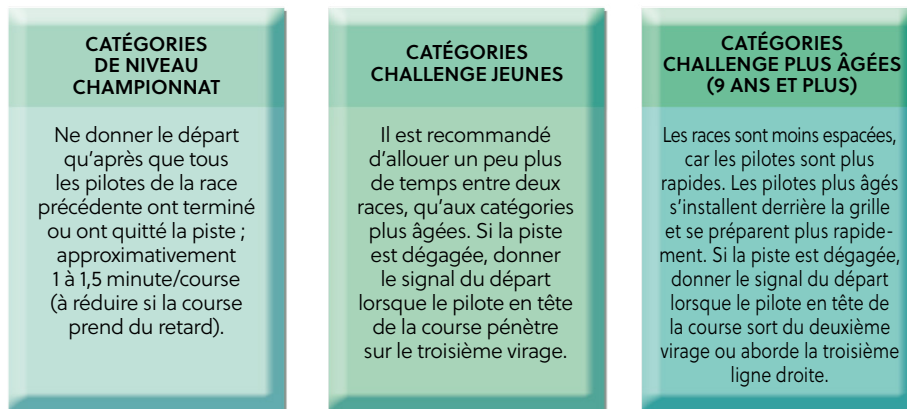 CATÉGORIES
DE NIVEAU
CHAMPIONNAT
Ne donner le départ
qu'après que tous
les pilotes de la race
précédente ont terminé
ou ont quitté la piste ;
approximativement
1 à 1,5 minute/course
(à réduire si la course
prend du retard).
CATÉGORIES
CHALLENGE JEUNES
Il est recommandé
d'allouer un peu plus
de temps entre deux
races, qu'aux catégories
plus âgées. Si la piste
est dégagée, donner
le signal du départ
lorsque le pilote en tête
de la course pénètre
sur le troisième virage.
CATÉGORIES
CHALLENGE PLUS ÂGÉES
(9 ANS ET PLUS)
Les races sont moins espacées,
car les pilotes sont plus
rapides. Les pilotes plus âgés
s'installent derrière la grille
et se préparent plus rapide-
ment. Si la piste est dégagée,
donner le signal du départ
lorsque le pilote en tête de
la course sort du deuxième
virage ou aborde la troisième
ligne droite.